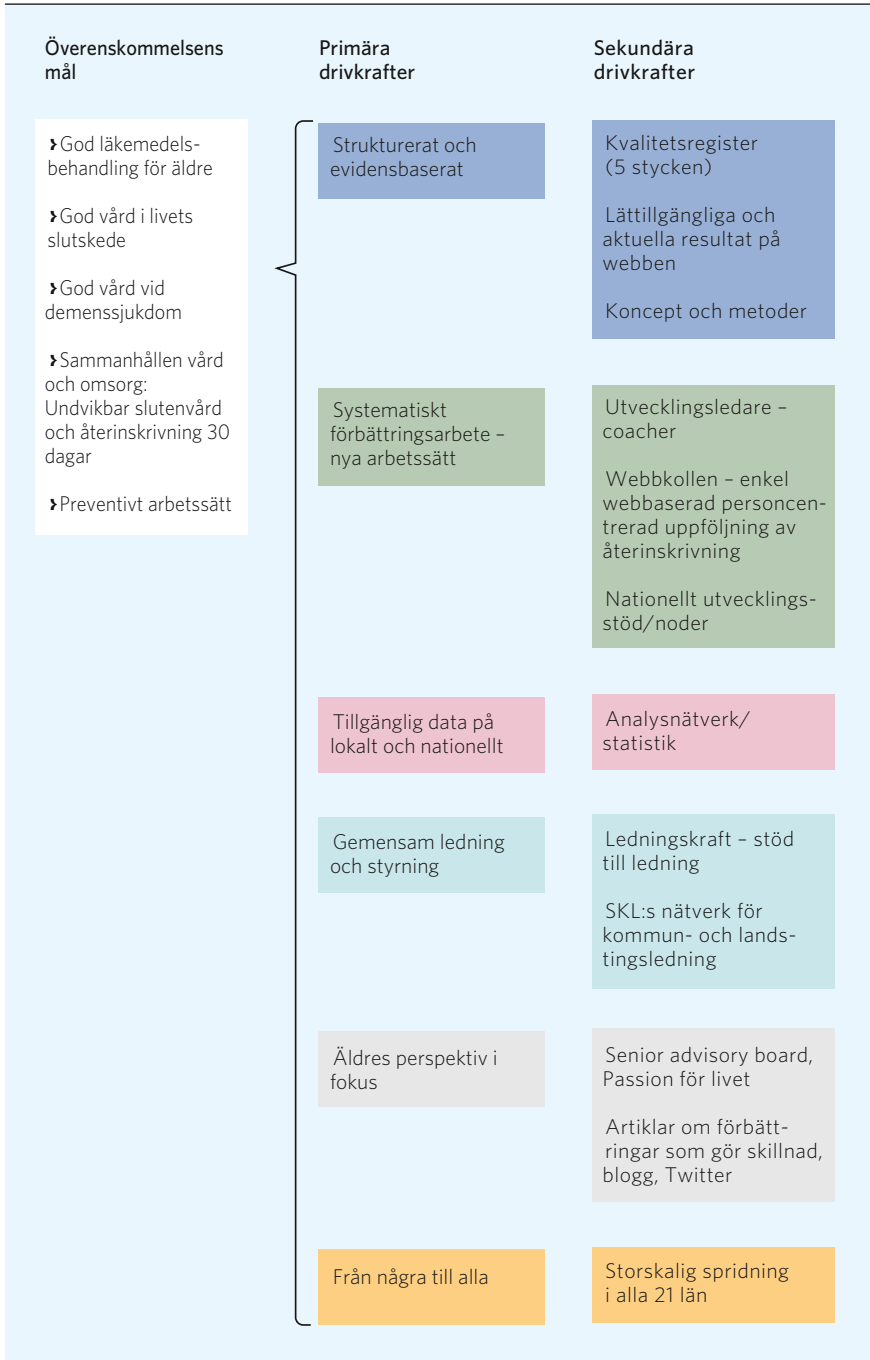 Överenskommelsens
mål
Primära
drivkrafter
Sekundära
drivkrafter
God läkemedels-
behandling för äldre
God vård i livets
slutskede
God vård vid
demenssjukdom
Sammanhållen vård
och omsorg:
Undvikbar slutenvård
och återinskrivning 30
dagar
Preventivt arbetssätt
Strukturerat och
evidensbaserat
Kvalitetsregister
(5 stycken)
Lättillgängliga och
aktuella resultat på
webben
Koncept och metoder
Systematiskt
förbättringsarbete –
nya arbetssätt
Utvecklingsledare –
coacher
Webbkollen – enkel
webbaserad personcen-
trerad uppföljning av
återinskrivning
Nationellt utvecklings-
stöd/noder
Tillgänglig data på
lokalt och nationellt
Analysnätverk/
statistik
Gemensam ledning
och styrning
Ledningskraft – stöd
till ledning
SKL:s nätverk för
kommun- och lands-
tingsledning
Äldres perspektiv i
fokus
Senior advisory board,
Passion för livet
Artiklar om förbätt-
ringar som gör skillnad,
blogg, Twitter
Från några till alla
Storskalig spridning
i alla 21 län